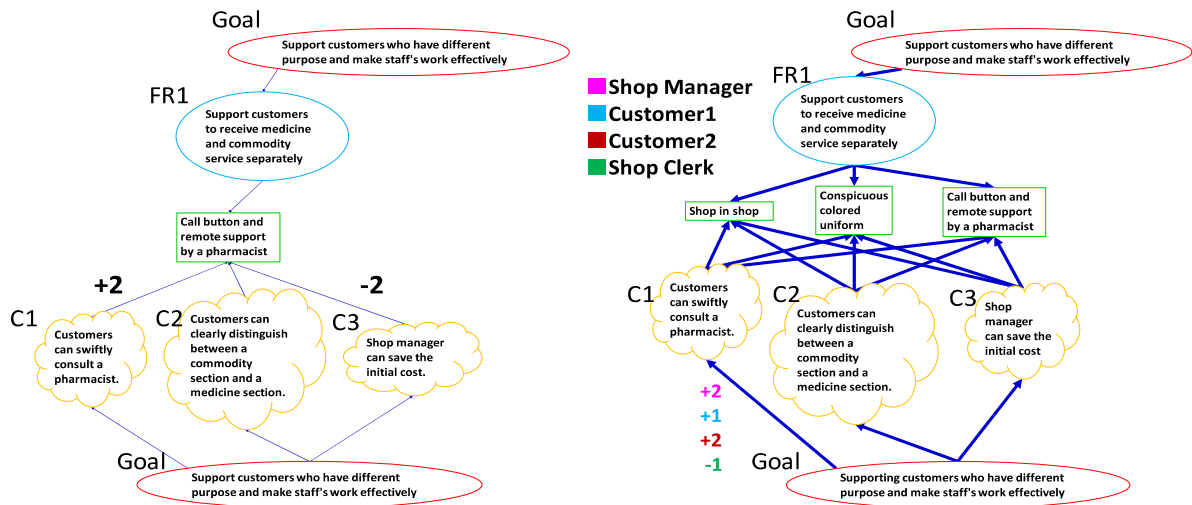 Goal
Support customers who have different
purpose and make staff's work effectively
FR1
Support customers
to receive medicine
and commodity
service separately
Call button and
remote support
by a pharmacist
+2
-2
C1
Customers
can swiftly
consult a
pharmacist.
C2
Customers can
clearly distinguish
between a
commodity
section and a
medicine section.
C3
Shop manager
can save the
initial cost.
Goal
Support customers who have different
purpose and make staff's work effectively
Goal
Support customers who have different
purpose and make staff's work effectively
Shop Manager
Customer1
Customer2
Shop Clerk
FR1
Support customers
to receive medicine
and commodity
service separately
Shop in shop
Conspicuous
colored
uniform
Call button and
remote support
by a pharmacist
C1
Customers
can swiftly
consult a
pharmacist.
C2
Customers can
clearly distinguish
between a
commodity
section and a
medicine section.
C3
Shop
manager
can save the
initial cost
+2
+1
+2
-1
Goal
Supporting customers who have different
purpose and make staff's work effectively